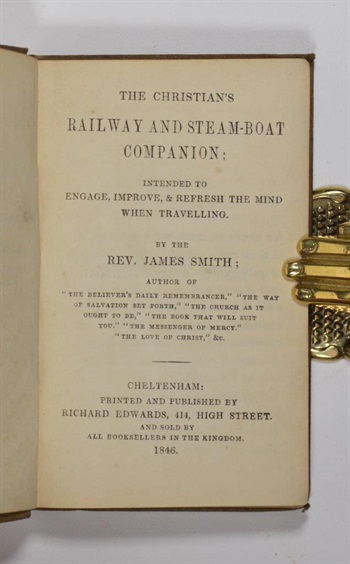 THE CHRISTIAN'S
RAILWAY AND STEAM-BOAT
COMPANION;
INTENDED TO
ENGAGE, IMPROVE, & REFRESH THE MIND
WHEN TRAVELLING.
BY THE
REV. JAMES SMITH;
AUTHOR OF
"THE BELIEVER'S DAILY REMEMBRANCER," "THE WAY
OF SALVATION SET FORTH," "THE CHURCH AS IT
OUGHT TO BE," "THE BOOK THAT WILL SUIT
YOU." "THE MESSENGER OF MERCY."
"THE LOVE OF CHRIST," &c.
CHELTENHAM:
PRINTED AND PUBLISHED BY
RICHARD EDWARDS, 414, HIGH STREET.
AND SOLD BY
ALL BOOKSELLERS IN THE KINGDOM.
1846.